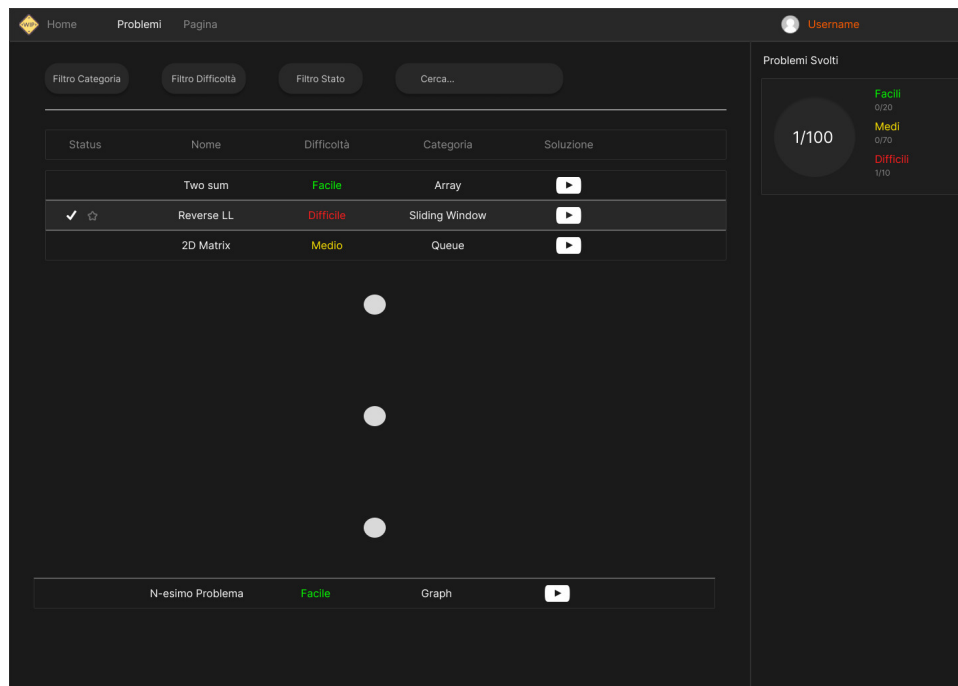 WIP Home Problemi Pagina Username
Filtro Categoria Filtro Difficoltà Filtro Stato Cerca...
Status Nome Difficoltà Categoria Soluzione
Two sum Facile Array
Reverse LL Difficile Sliding Window
2D Matrix Medio Queue
N-esimo Problema Facile Graph
Problemi Svolti
1/100
Facili
0/20
Medi
0/70
Difficili
1/10